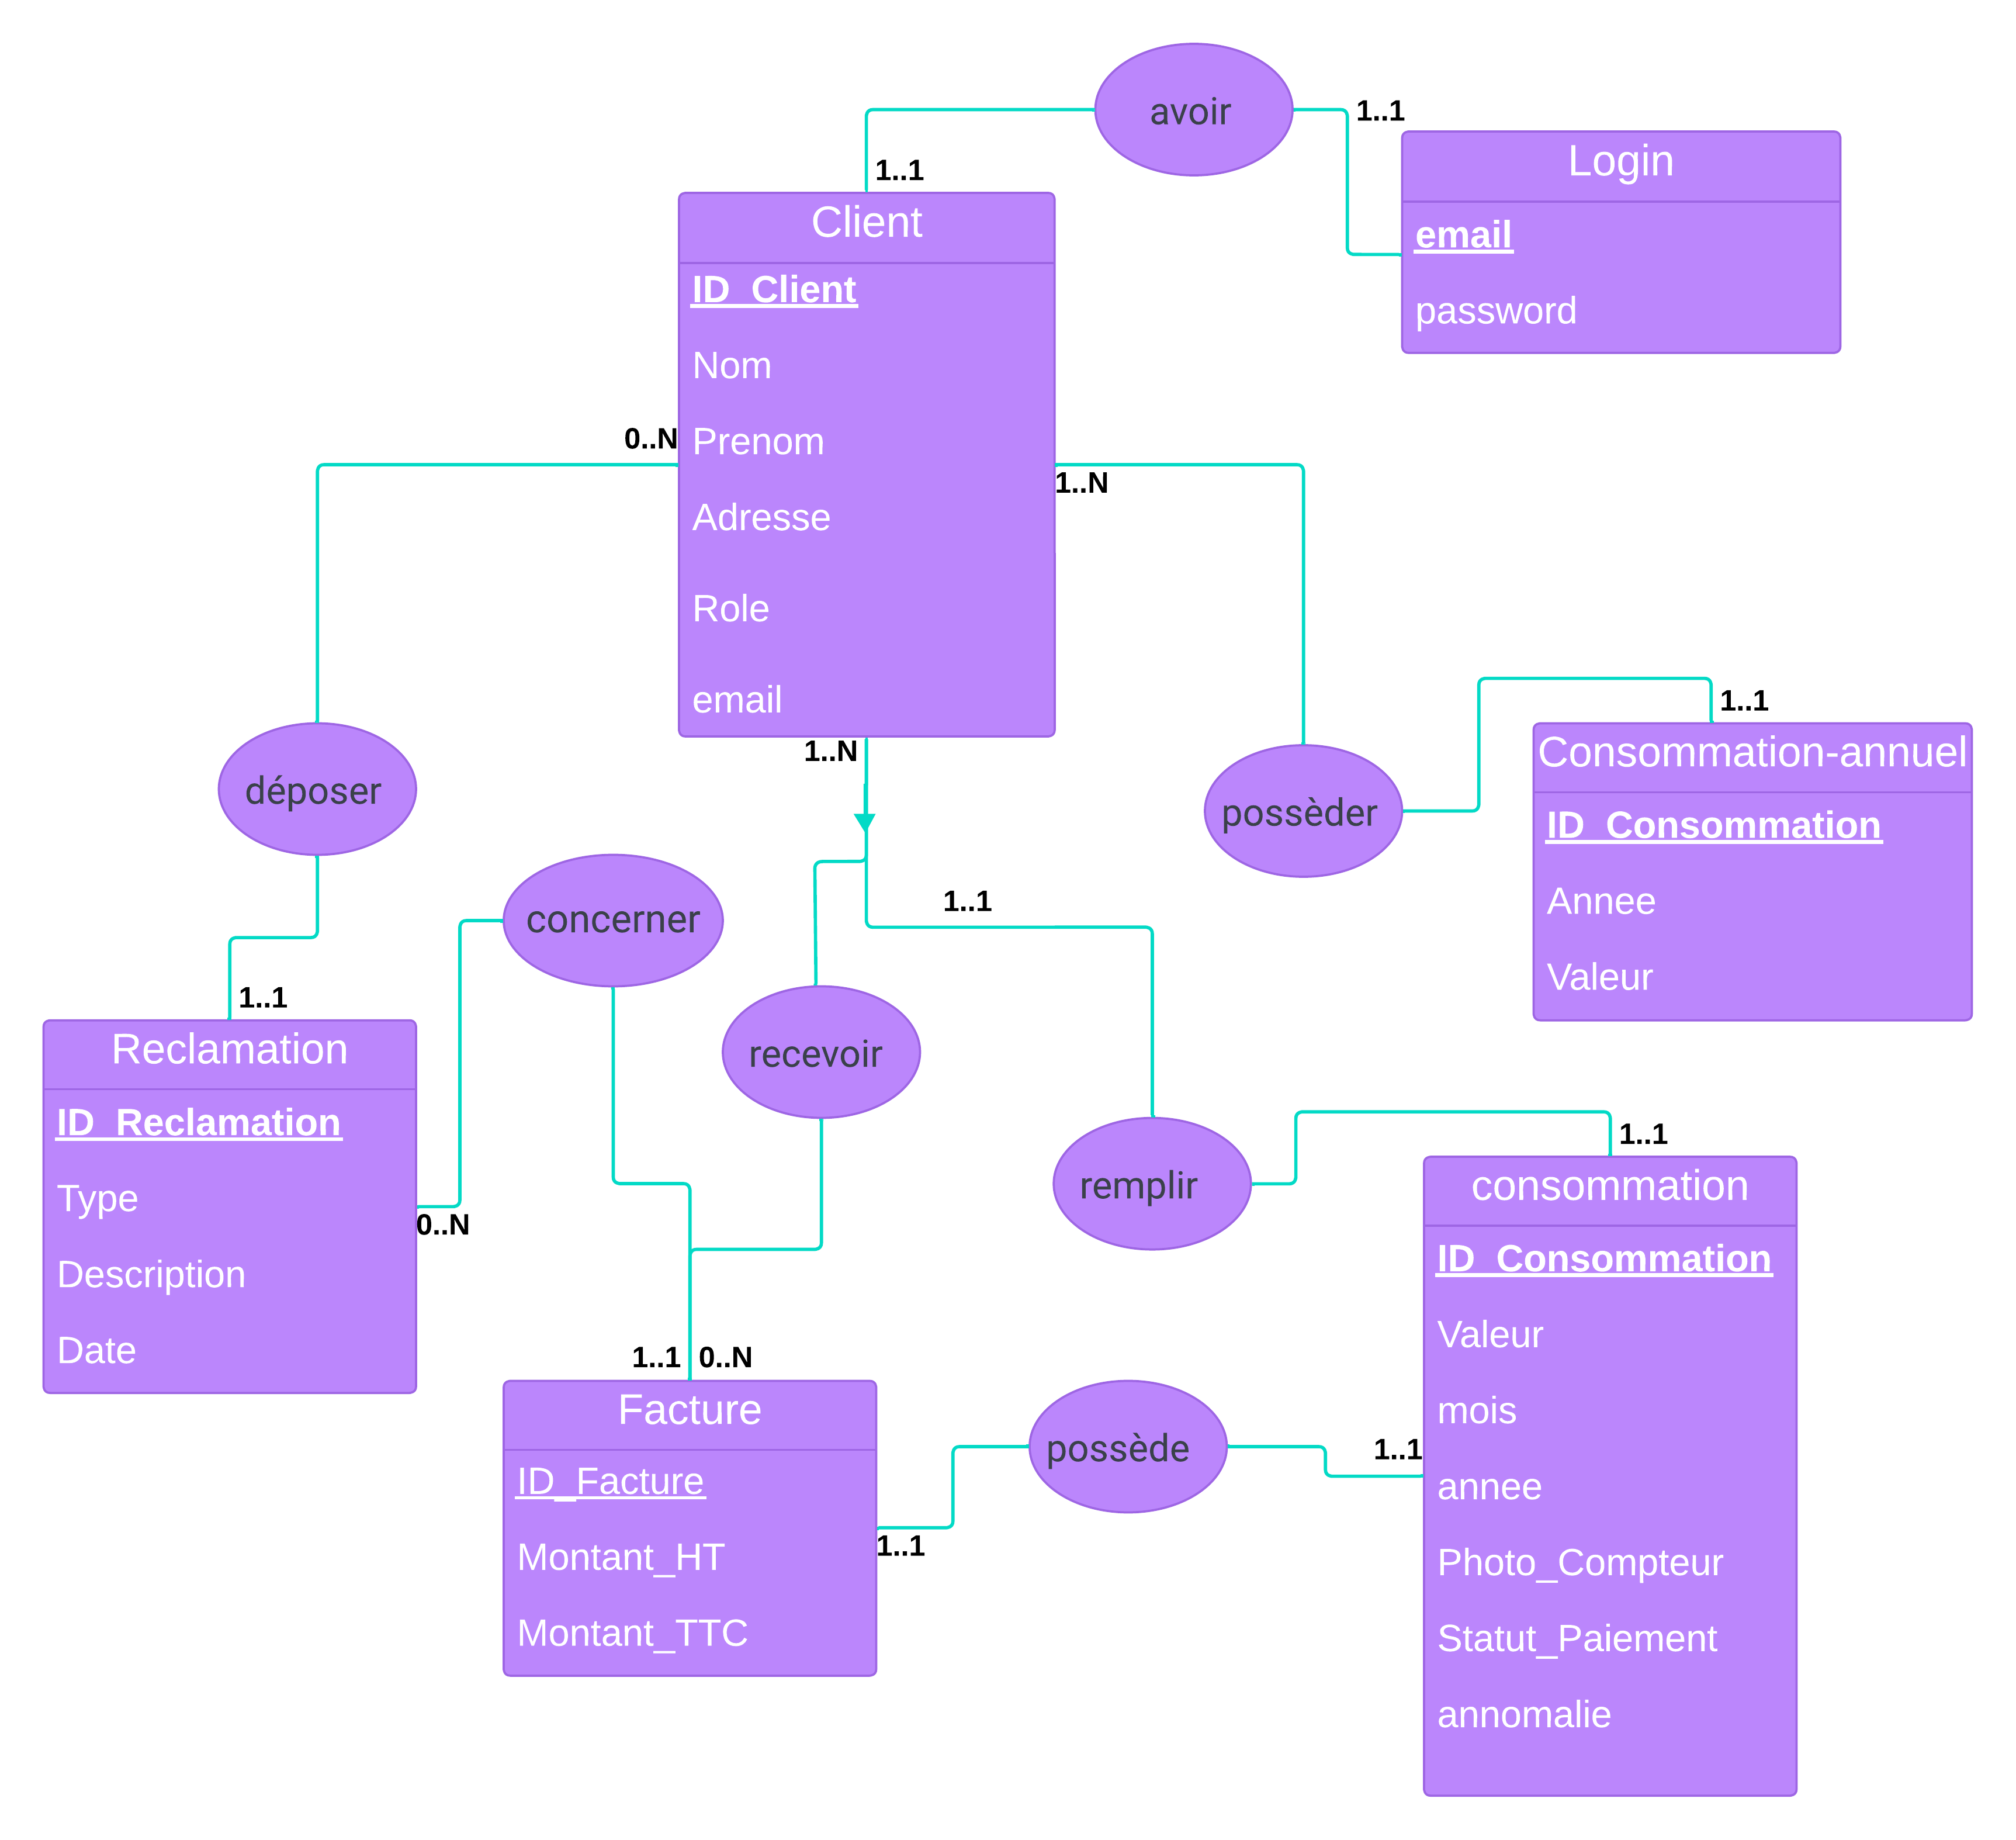 avoir
1..1
1..1
Login
email
password
Client
ID_Client
Nom
Prenom
Adresse
Role
email
0..N
1..N
1..N
déposer
possèder
1..1
Consommation-annuel
ID_Consommation
Annee
Valeur
concerner
1..1
recevoir
1..1
Reclamation
ID_Reclamation
Type
Description
Date
0..N
remplir
1..1
consommation
ID_Consommation
Valeur
mois
annee
Photo_Compteur
Statut_Paiement
annomalie
1..1
0..N
Facture
ID_Facture
Montant_HT
Montant_TTC
possède
1..1
1..1